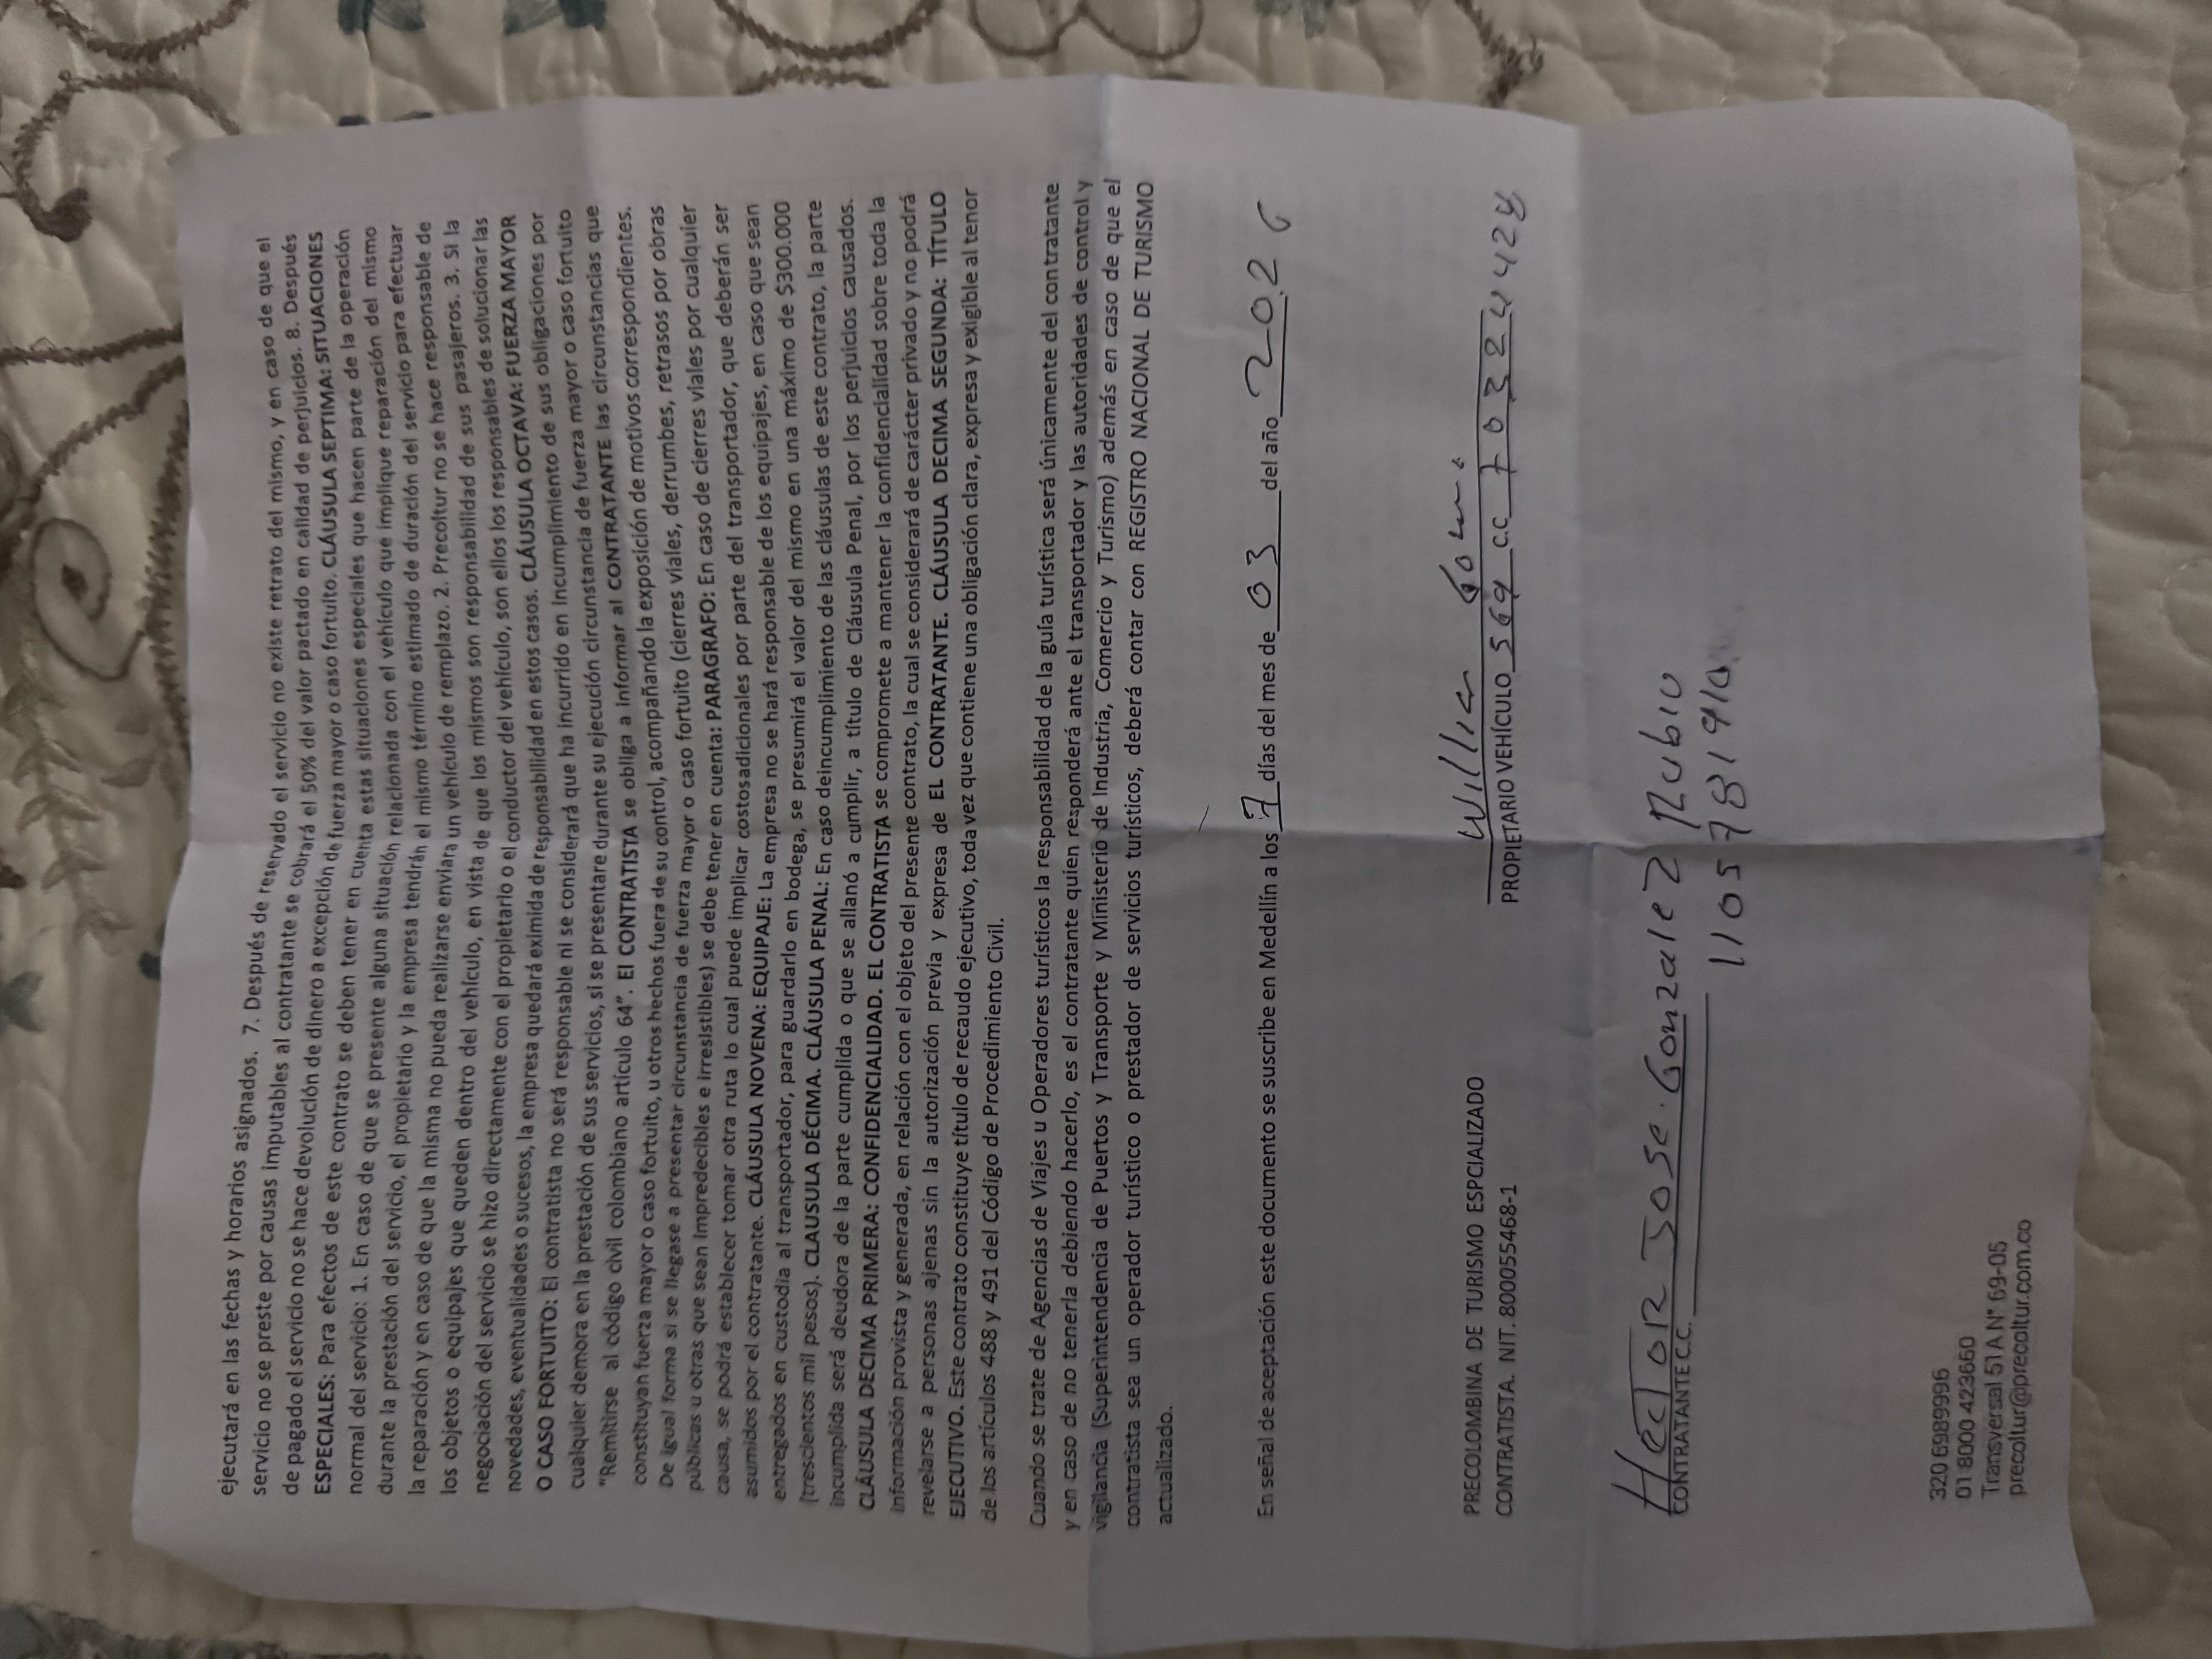 ejecutará en las fechas y horarios asignados. 7. Después de reservado el servicio no existe retrato del mismo, y en caso de que el
servicio no se preste por causas imputables al contratante se cobrará el 50% del valor pactado en calidad de perjuicios. 8. Después
de pagado el servicio no se hace devolución de dinero a excepción de fuerza mayor o caso fortuito. CLÁUSULA SEPTIMA: SITUACIONES
ESPECIALES: Para efectos de este contrato se deben tener en cuenta estas situaciones especiales que hacen parte de la operación
normal del servicio: 1. En caso de que se presente alguna situación relacionada con el vehículo que implique reparación del mismo
durante la prestación del servicio, el propietario y la empresa tendrán el mismo término estimado de duración del servicio para efectuar
la reparación y en caso de que la misma no pueda realizarse enviara un vehículo de remplazo. 2. Precoltur no se hace responsable de
los objetos o equipajes que queden dentro del vehículo, en vista de que los mismos son responsabilidad de sus pasajeros. 3. Si la
negociación del servicio se hizo directamente con el propietario o el conductor del vehículo, son ellos los responsables de solucionar las
novedades, eventualidades o sucesos, la empresa quedará eximida de responsabilidad en estos casos. CLÁUSULA OCTAVA: FUERZA MAYOR
O CASO FORTUITO: El contratista no será responsable ni se considerará que ha incurrido en incumplimiento de sus obligaciones por
cualquier demora en la prestación de sus servicios, si se presentare durante su ejecución circunstancia de fuerza mayor o caso fortuito
"Remitirse al código civil colombiano artículo 64". El CONTRATISTA se obliga a informar al CONTRATANTE las circunstancias que
constituyan fuerza mayor o caso fortuito, u otros hechos fuera de su control, acompañando la exposición de motivos correspondientes.
De igual forma si se llegase a presentar circunstancia de fuerza mayor o caso fortuito (cierres viales, derrumbes, retrasos por obras
públicas u otras que sean impredecibles e irresistibles) se debe tener en cuenta: PARAGRAFO: En caso de cierres viales por cualquier
causa, se podrá establecer tomar otra ruta lo cual puede implicar costosadicionales por parte del transportador, que deberán ser
asumidos por el contratante. CLÁUSULA NOVENA: EQUIPAJE: La empresa no se hará responsable de los equipajes, en caso que sean
entregados en custodia al transportador, para guardarlo en bodega, se presumirá el valor del mismo en una máximo de $300.000
(trescientos mil pesos). CLAUSULA DÉCIMA. CLÁUSULA PENAL: En caso deincumplimiento de las cláusulas de este contrato, la parte
incumplida será deudora de la parte cumplida o que se allanó a cumplir, a título de Cláusula Penal, por los perjuicios causados.
CLÁUSULA DECIMA PRIMERA: CONFIDENCIALIDAD. EL CONTRATISTA se compromete a mantener la confidencialidad sobre toda la
información provista y generada, en relación con el objeto del presente contrato, la cual se considerará de carácter privado y no podrá
revelarse a personas ajenas sin la autorización previa y expresa de EL CONTRATANTE. CLÁUSULA DECIMA SEGUNDA: TÍTULO
EJECUTIVO. Este contrato constituye título de recaudo ejecutivo, toda vez que contiene una obligación clara, expresa y exigible al tenor
de los artículos 488 y 491 del Código de Procedimiento Civil.
Cuando se trate de Agencias de Viajes u Operadores turísticos la responsabilidad de la guía turística será únicamente del contratante
y en caso de no tenerla debiendo hacerlo, es el contratante quien responderá ante el transportador y las autoridades de control y
vigilancia (Superintendencia de Puertos y Transporte y Ministerio de Industria, Comercio y Turismo) además en caso de que el
contratista sea un operador turístico o prestador de servicios turísticos, deberá contar con REGISTRO NACIONAL DE TURISMO
actualizado.
En señal de aceptación este documento se suscribe en Medellín a los 7 días del mes de 03 del año 2026
PRECOLOMBINA DE TURISMO ESPCIALIZADO
CONTRATISTA. NIT. 800055468-1
PROPIETARIO VEHÍCULO 569 C.C
Hector Jose. Gonzalez Rubio
CONTRATANTE C.C. 1105781910
320 6989996
01 8000 423660
Transversal 51 A N° 69-05
precoltur@precoltur.com.co